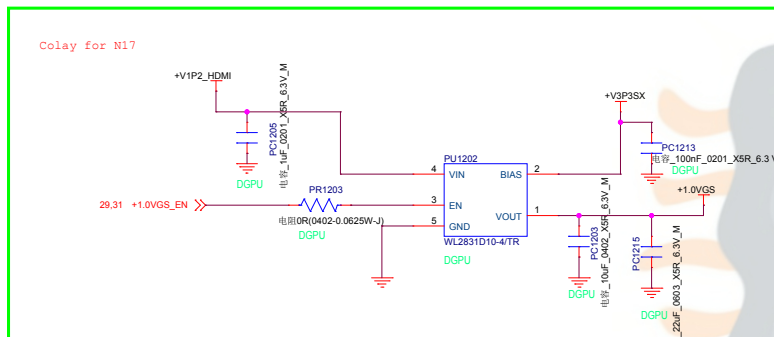 Colay for N17
+V1P2_HDMI
PC1205
电容_1uF_0201_X5R_6.3V_M
DGPU
+V3P3SX
PC1213
电容_100nF_0201_X5R_6.3 V
DGPU
PU1202
4 VIN
BIAS 2
3 EN
5 GND
VOUT 1
WL2831D10-4/TR
DGPU
29,31 +1.0VGS_EN
PR1203
电阻0R(0402-0.0625W-J)
DGPU
+1.0VGS
PC1203
电容_10uF_0402_X5R_6.3V_M
DGPU
PC1215
_22uF_0603_X5R_6.3V_M
DGPU